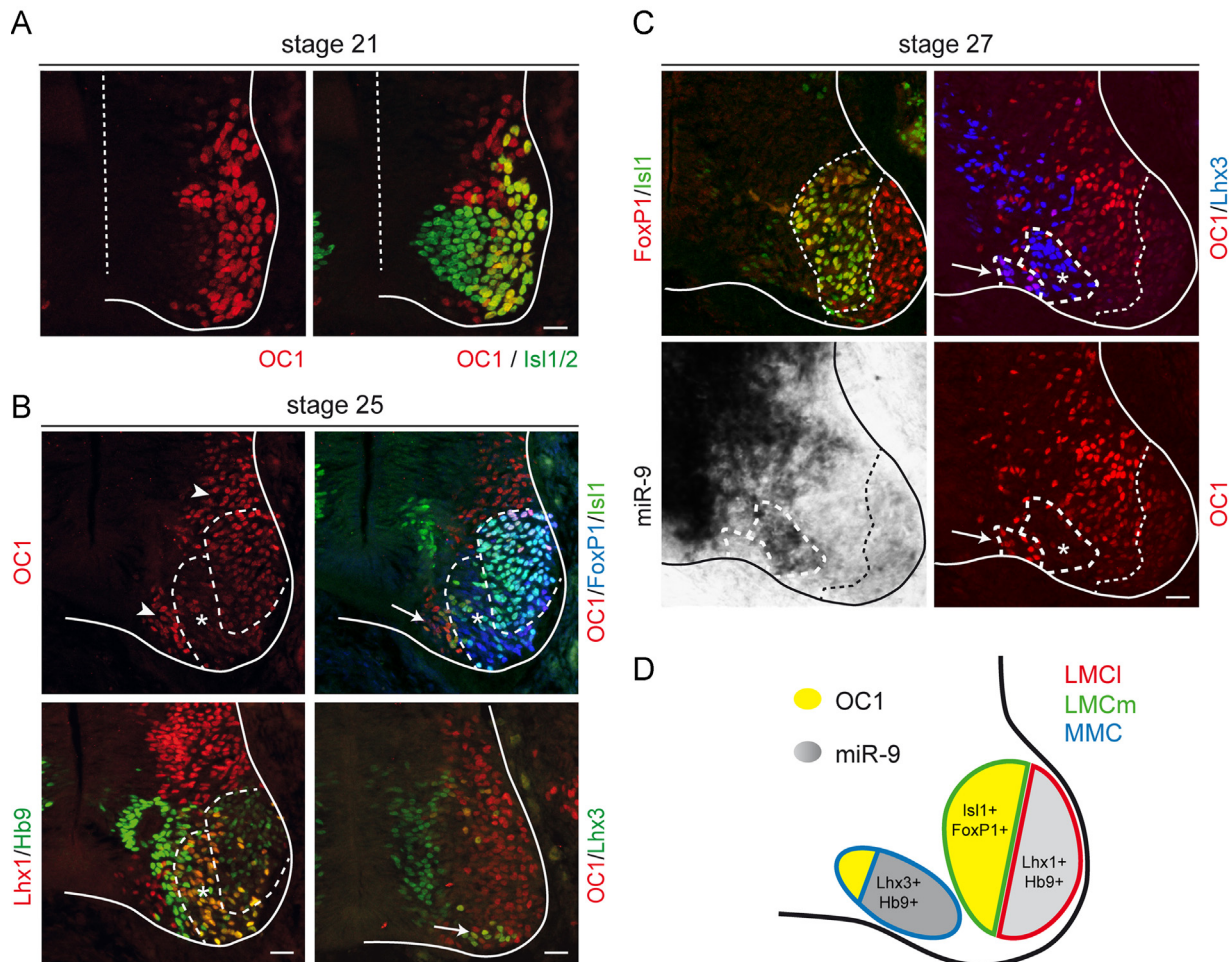 A
stage 21
OC1
OC1 / Isl1/2
B
stage 25
OC1
OC1/FoxP1/Isl1
*
*
Lhx1/Hb9
OC1/Lhx3
*
C
stage 27
FoxP1/Isl1
OC1/Lhx3
*
miR-9
OC1
*
D
OC1
miR-9
LMCl
LMCm
MMC
Isl1+
FoxP1+
Lhx1+
Hb9+
Lhx3+
Hb9+